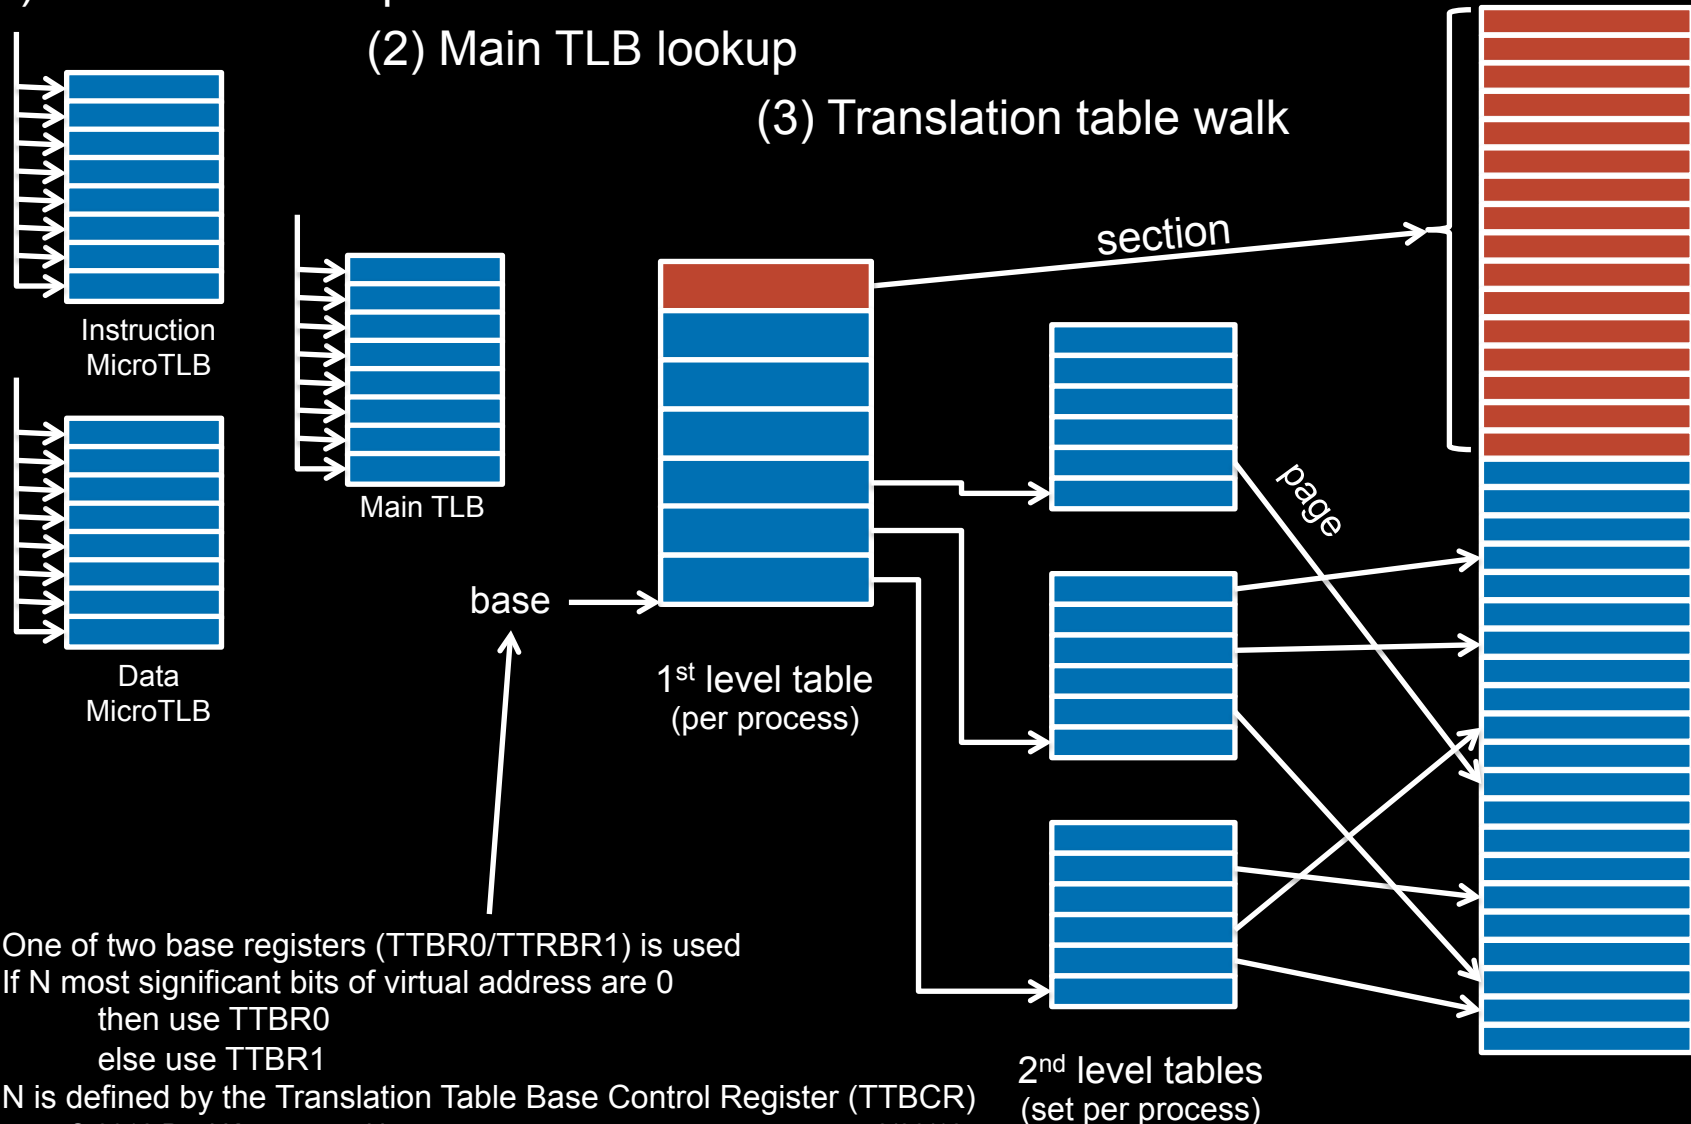 (2) Main TLB lookup
(3) Translation table walk
section
Instruction
MicroTLB
Main TLB
page
base
Data
MicroTLB
1st level table
(per process)
One of two base registers (TTBR0/TTRBR1) is used
If N most significant bits of virtual address are 0
then use TTBR0
else use TTBR1
N is defined by the Translation Table Base Control Register (TTBCR)
2nd level tables
(set per process)